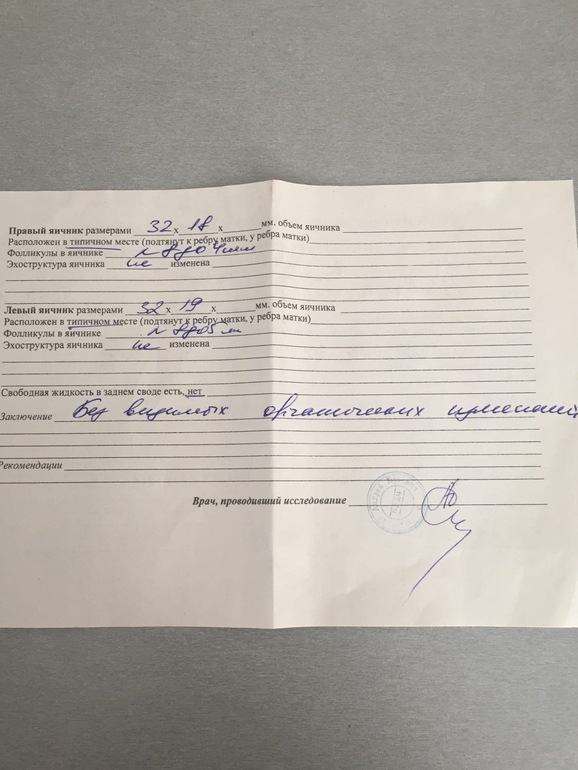 Правый яичник размерами 32 х 18 х мм. объем яичника
Расположен в типичном месте (подтянут к ребру матки, у ребра матки)
Фолликулы в яичнике 4 мм
Эхоструктура яичника не изменена
Левый яичник размерами 32 х 19 х мм. объем яичника
Расположен в типичном месте (подтянут к ребру матки, у ребра матки)
Фолликулы в яичнике
Эхоструктура яичника не изменена
Свободная жидкость в заднем своде есть, нет
Заключение Без видимых органических изменений
Рекомендации
Врач, проводивший исследование